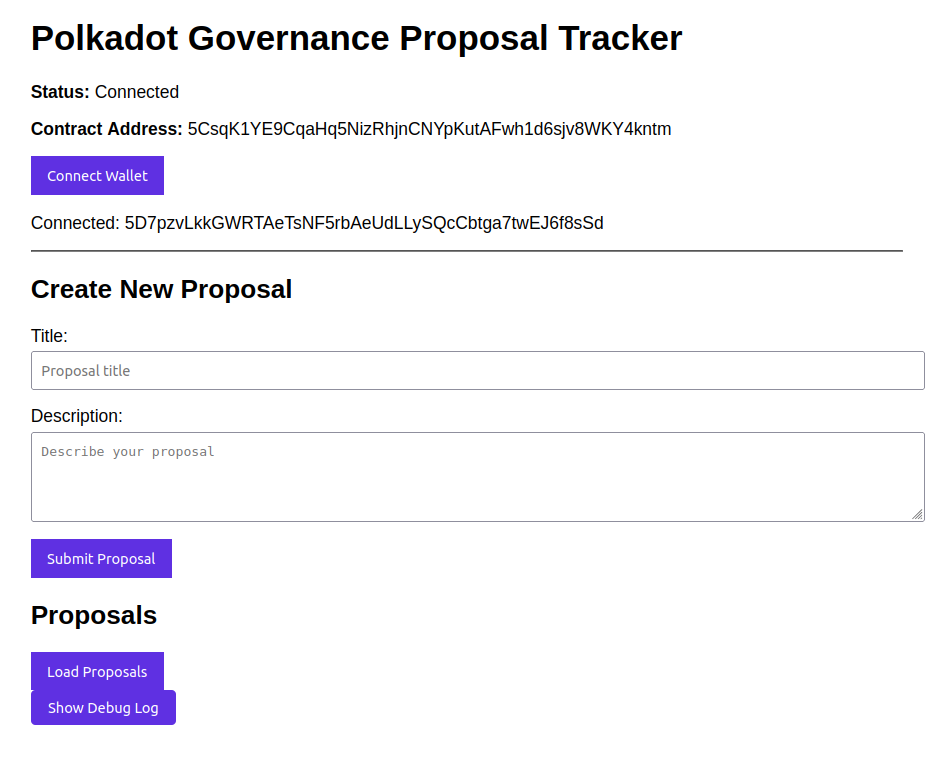 Polkadot Governance Proposal Tracker
Status: Connected
Contract Address: 5CsqK1YE9CqaHq5NizRhjnCNYpKutAFwh1d6sjv8WKY4kntm
Connect Wallet
Connected: 5D7pzvLkkGWRTAeTsNF5rbAeUdLLySQcCbtga7twEJ6f8sSd
Create New Proposal
Title:
Proposal title
Description:
Describe your proposal
Submit Proposal
Proposals
Load Proposals
Show Debug Log